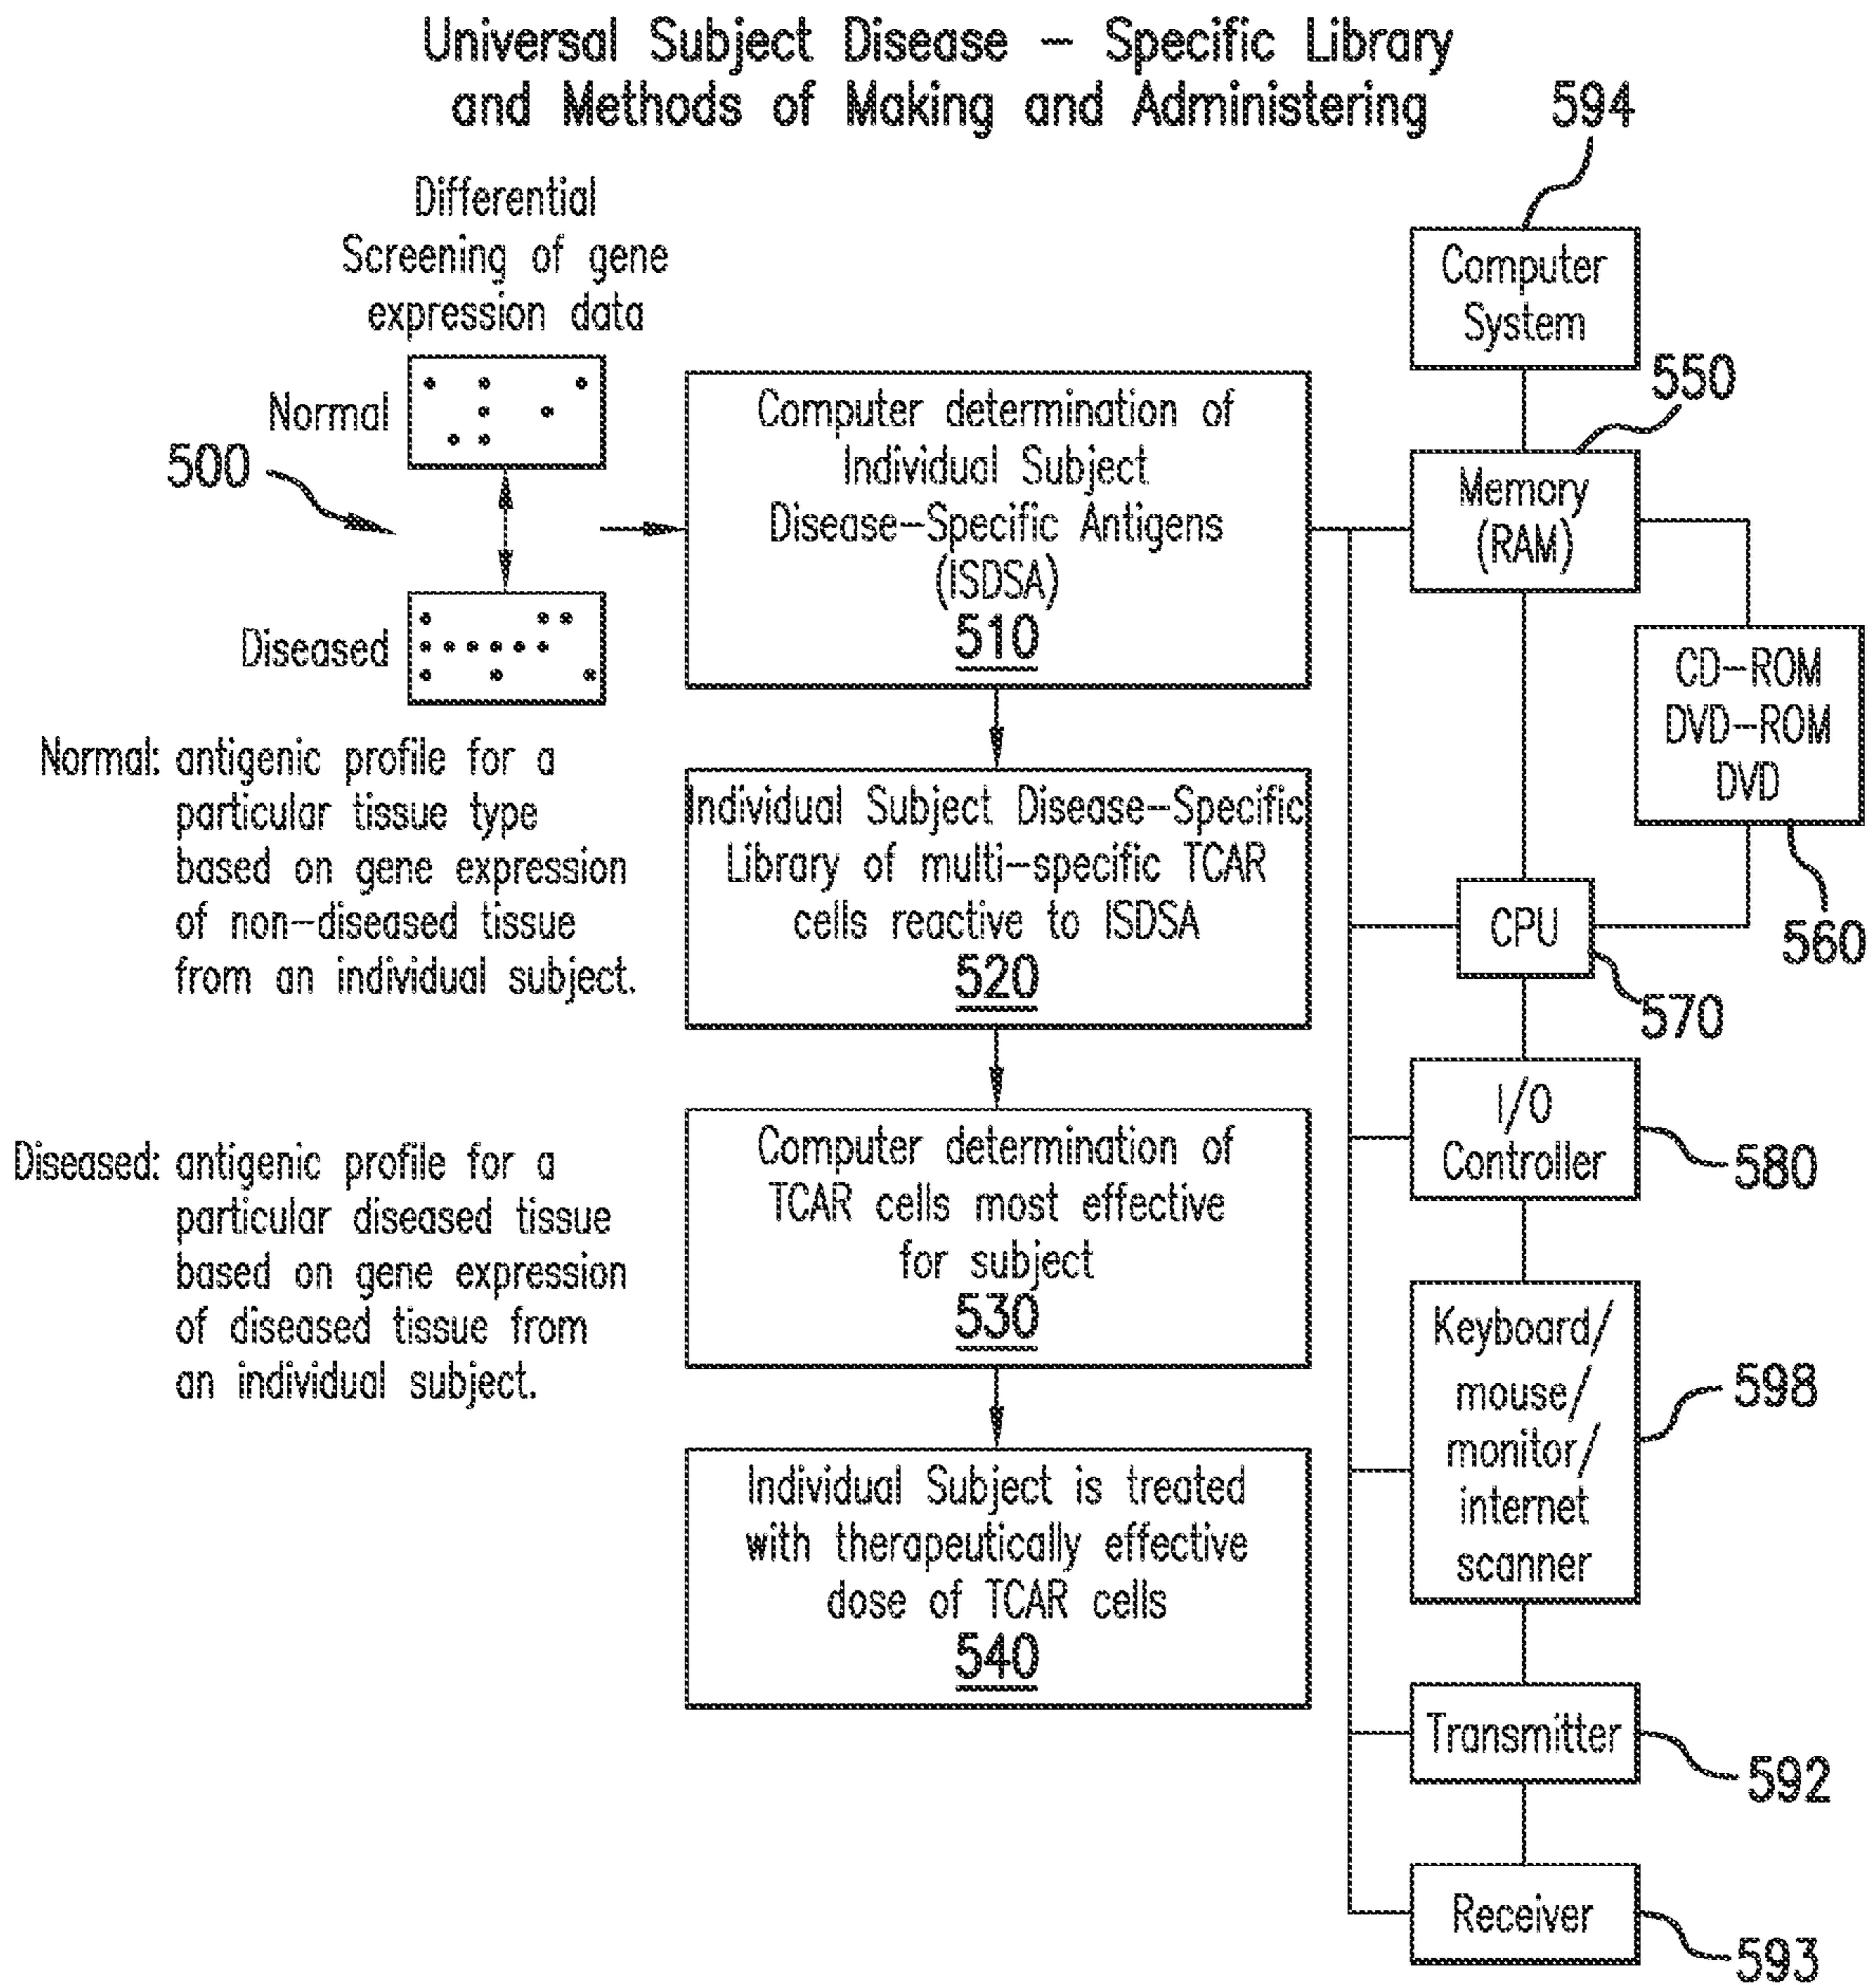 Universal Subject Disease – Specific Library
and Methods of Making and Administering
Differential
Screening of gene
expression data
Normal
500
Diseased
Normal: antigenic profile for a
particular tissue type
based on gene expression
of non–diseased tissue
from an individual subject.
Diseased: antigenic profile for a
particular diseased tissue
based on gene expression
of diseased tissue from
an individual subject.
Computer determination of
Individual Subject
Disease–Specific Antigens
(ISDSA)
510
Individual Subject Disease–Specific
Library of multi–specific TCAR
cells reactive to ISDSA
520
Computer determination of
TCAR cells most effective
for subject
530
Individual Subject is treated
with therapeutically effective
dose of TCAR cells
540
594
Computer
System
550
Memory
(RAM)
CD–ROM
DVD–ROM
DVD
560
CPU
570
I/O
Controller
580
Keyboard/
mouse/
monitor/
internet
scanner
598
Transmitter
592
Receiver
593